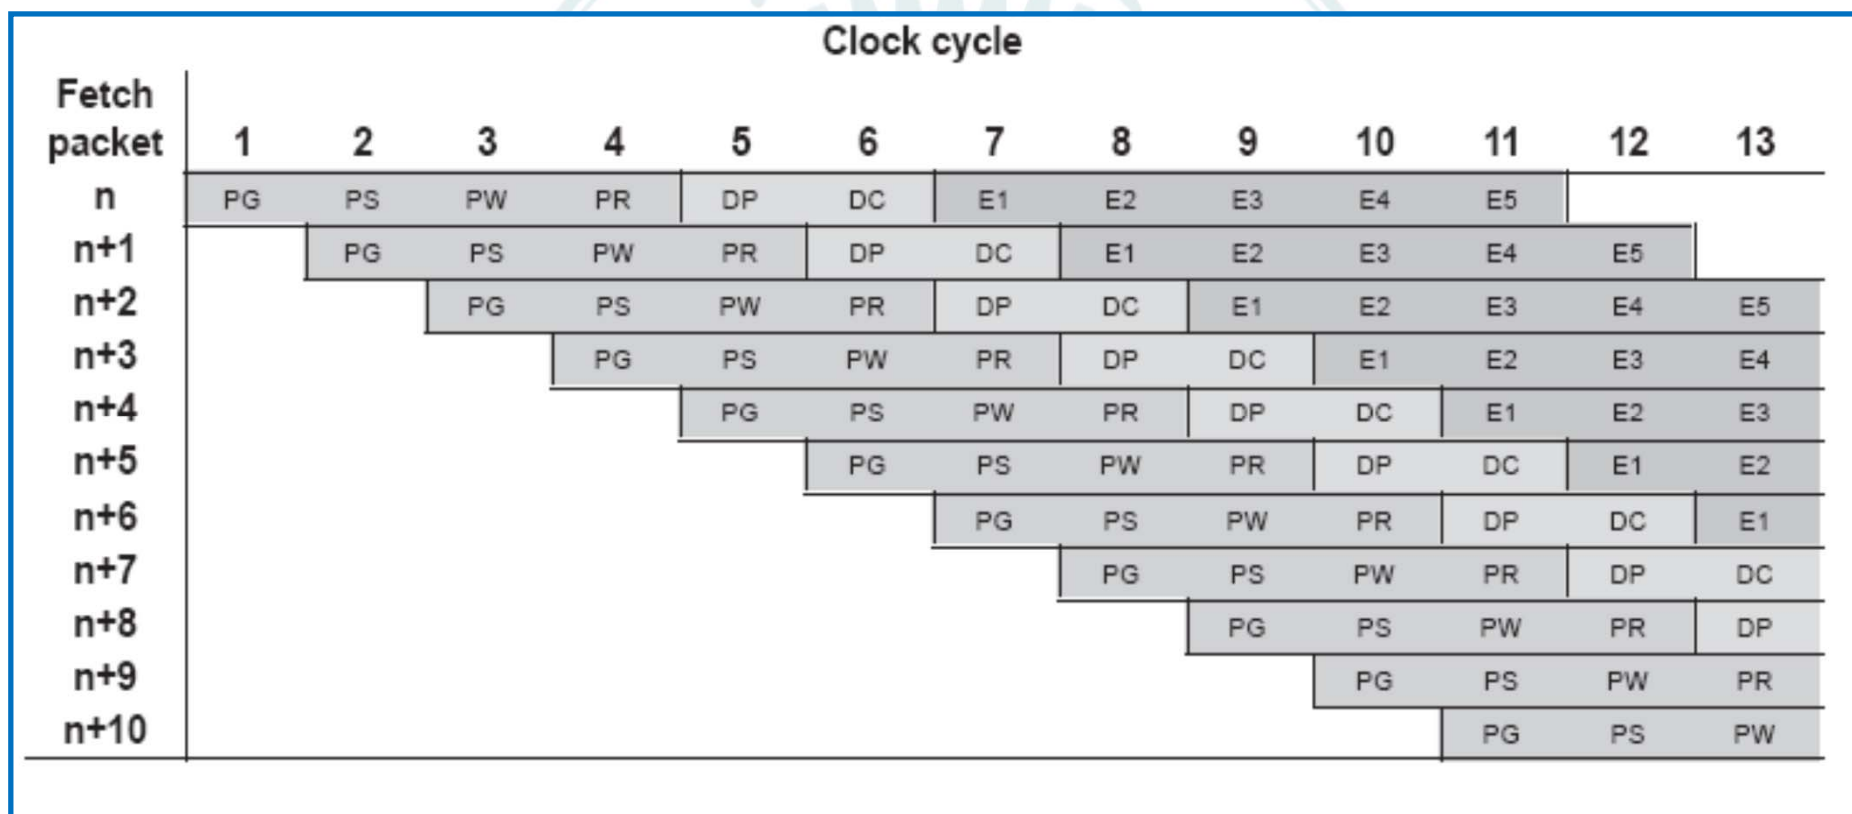 Clock cycle
Fetch
packet 1 2 3 4 5 6 7 8 9 10 11 12 13
n PG PS PW PR DP DC E1 E2 E3 E4 E5
n+1 PG PS PW PR DP DC E1 E2 E3 E4 E5
n+2 PG PS PW PR DP DC E1 E2 E3 E4 E5
n+3 PG PS PW PR DP DC E1 E2 E3 E4
n+4 PG PS PW PR DP DC E1 E2 E3
n+5 PG PS PW PR DP DC E1 E2
n+6 PG PS PW PR DP DC E1
n+7 PG PS PW PR DP DC
n+8 PG PS PW PR DP
n+9 PG PS PW PR
n+10 PG PS PW